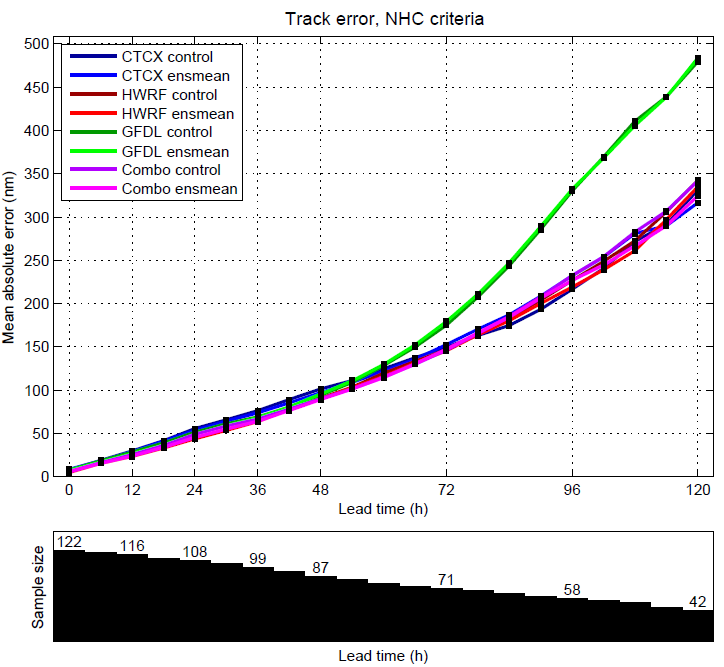 Track error, NHC criteria
Mean absolute error (nm)
500
450
400
350
300
250
200
150
100
50
0
CTCX control
CTCX ensmean
HWRF control
HWRF ensmean
GFDL control
GFDL ensmean
Combo control
Combo ensmean
0 12 24 36 48 72 96 120
Lead time (h)
Sample size
122 116 108 99 87 71 58 42
Lead time (h)